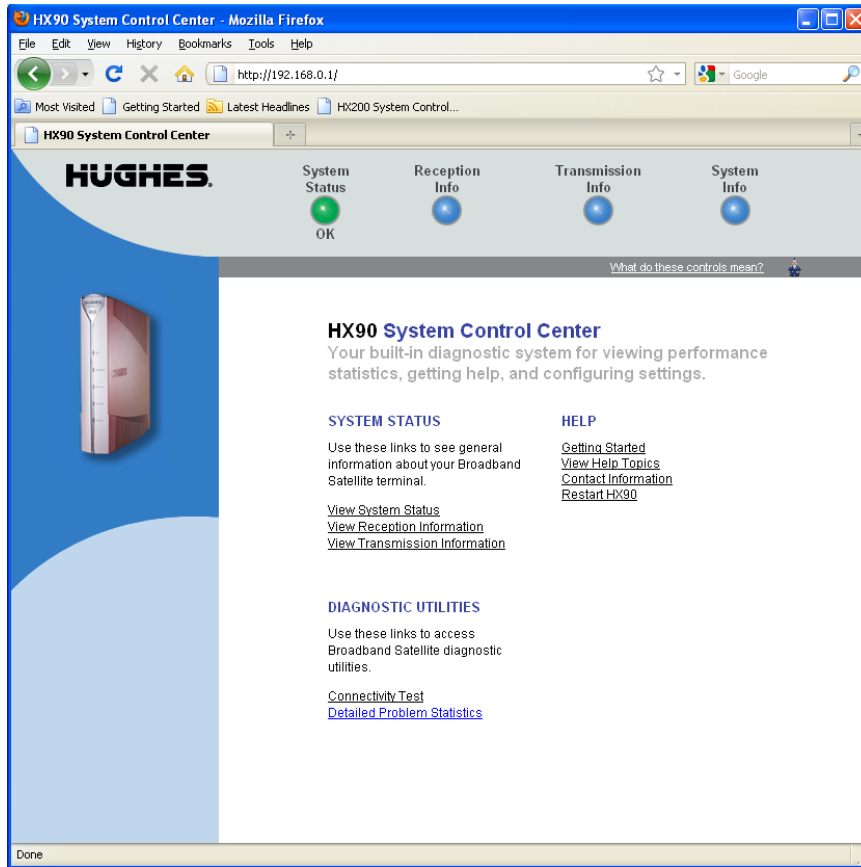 HX90 System Control Center - Mozilla Firefox
File Edit View History Bookmarks Tools Help
http://192.168.0.1/
Google
Most Visited Getting Started Latest Headlines HX200 System Control...
HX90 System Control Center
HUGHES.
System Status
OK
Reception Info
Transmission Info
System Info
What do these controls mean?
HX90 System Control Center
Your built-in diagnostic system for viewing performance
statistics, getting help, and configuring settings.
SYSTEM STATUS
Use these links to see general
information about your Broadband
Satellite terminal.
View System Status
View Reception Information
View Transmission Information
HELP
Getting Started
View Help Topics
Contact Information
Restart HX90
DIAGNOSTIC UTILITIES
Use these links to access
Broadband Satellite diagnostic
utilities.
Connectivity Test
Detailed Problem Statistics
Done